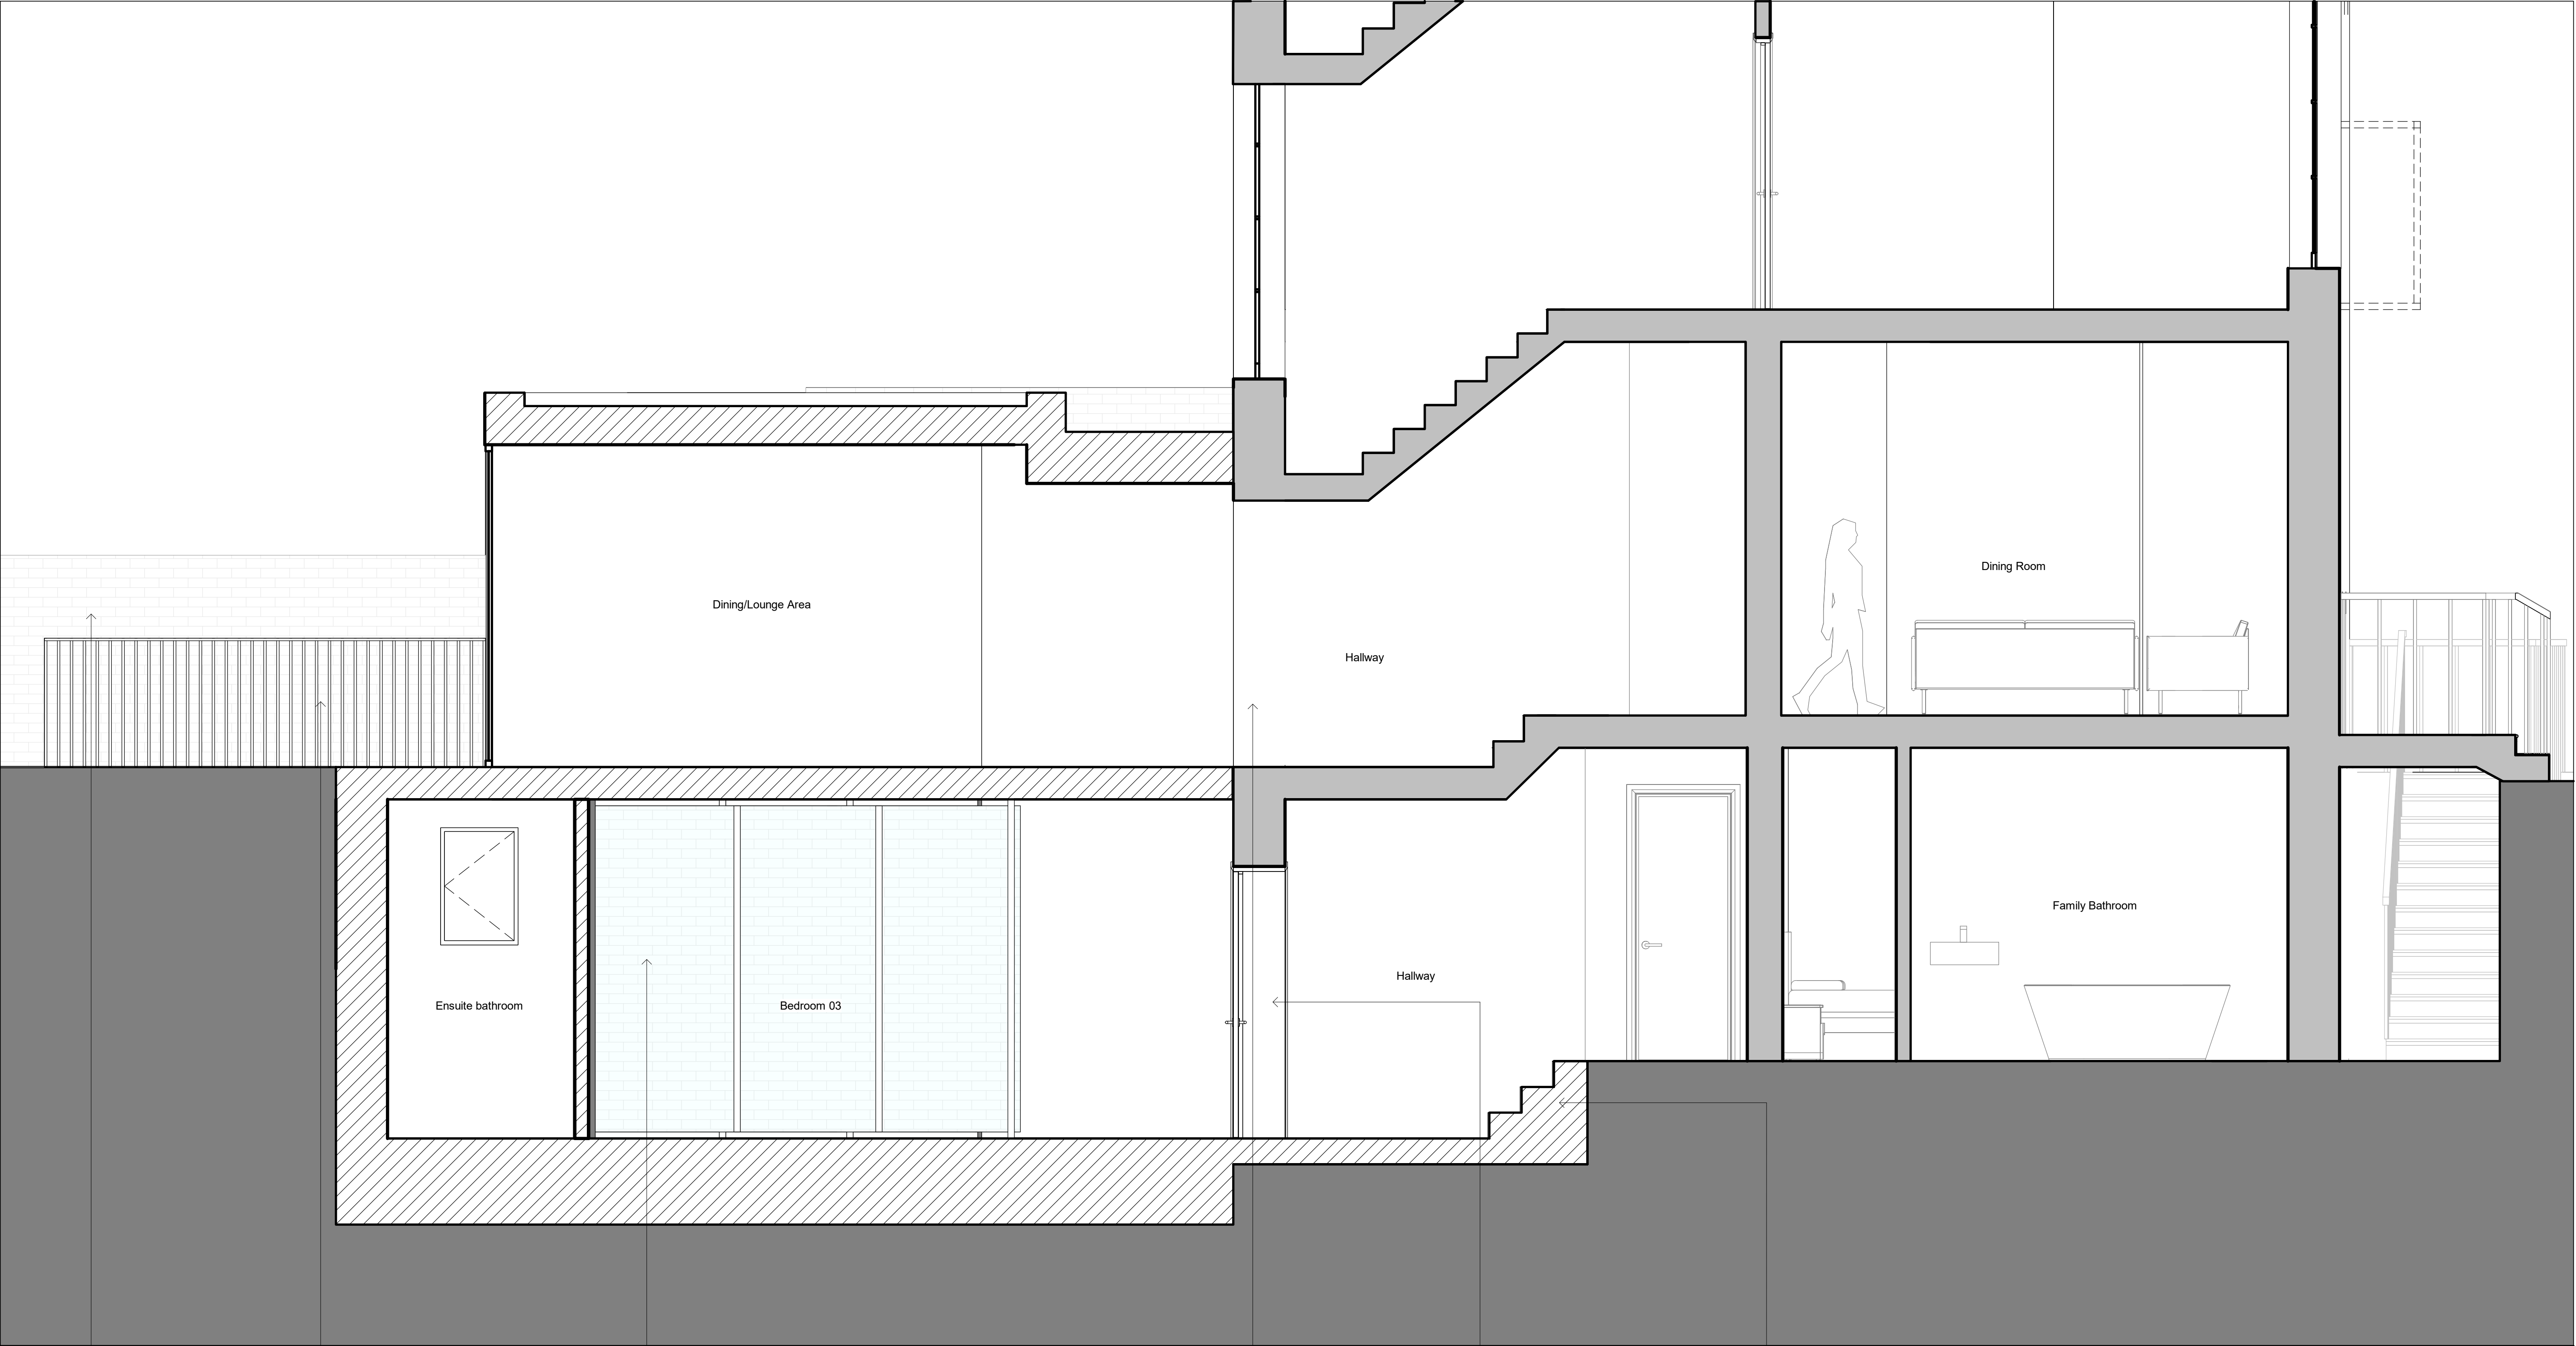 Dining Room
Dining/Lounge Area
Hallway
Family Bathroom
Hallway
Ensuite bathroom
Bedroom 03